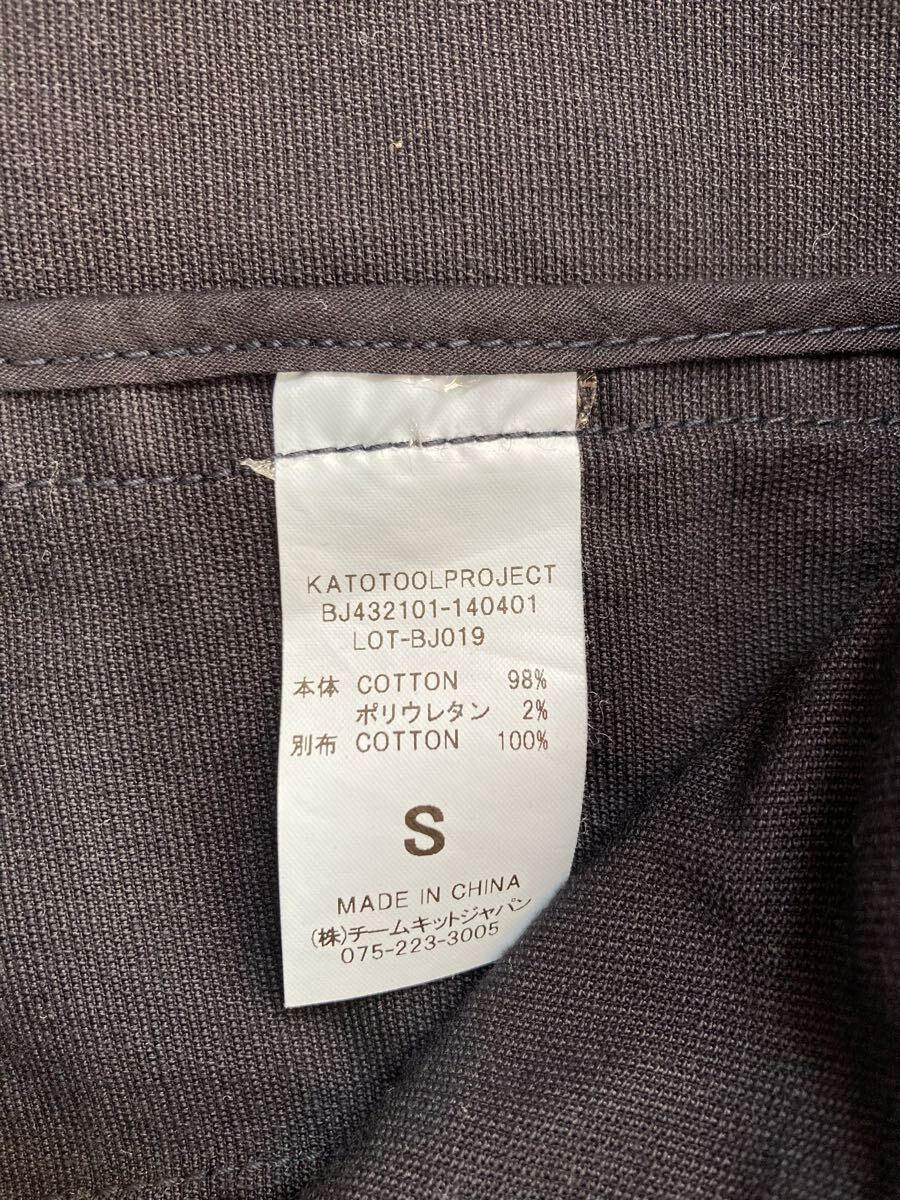 KATOTOOLPROJECT
BJ432101-140401
LOT-BJ019
本体 COTTON 98%
ポリウレタン 2%
別布 COTTON 100%
S
MADE IN CHINA
(株)チームキットジャパン
075-223-3005